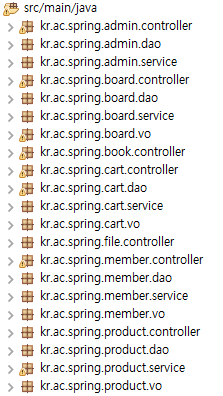 src/main/java
kr.ac.spring.admin.controller
kr.ac.spring.admin.dao
kr.ac.spring.admin.service
kr.ac.spring.board.controller
kr.ac.spring.board.dao
kr.ac.spring.board.service
kr.ac.spring.board.vo
kr.ac.spring.book.controller
kr.ac.spring.cart.controller
kr.ac.spring.cart.dao
kr.ac.spring.cart.service
kr.ac.spring.cart.vo
kr.ac.spring.file.controller
kr.ac.spring.member.controller
kr.ac.spring.member.dao
kr.ac.spring.member.service
kr.ac.spring.member.vo
kr.ac.spring.product.controller
kr.ac.spring.product.dao
kr.ac.spring.product.service
kr.ac.spring.product.vo